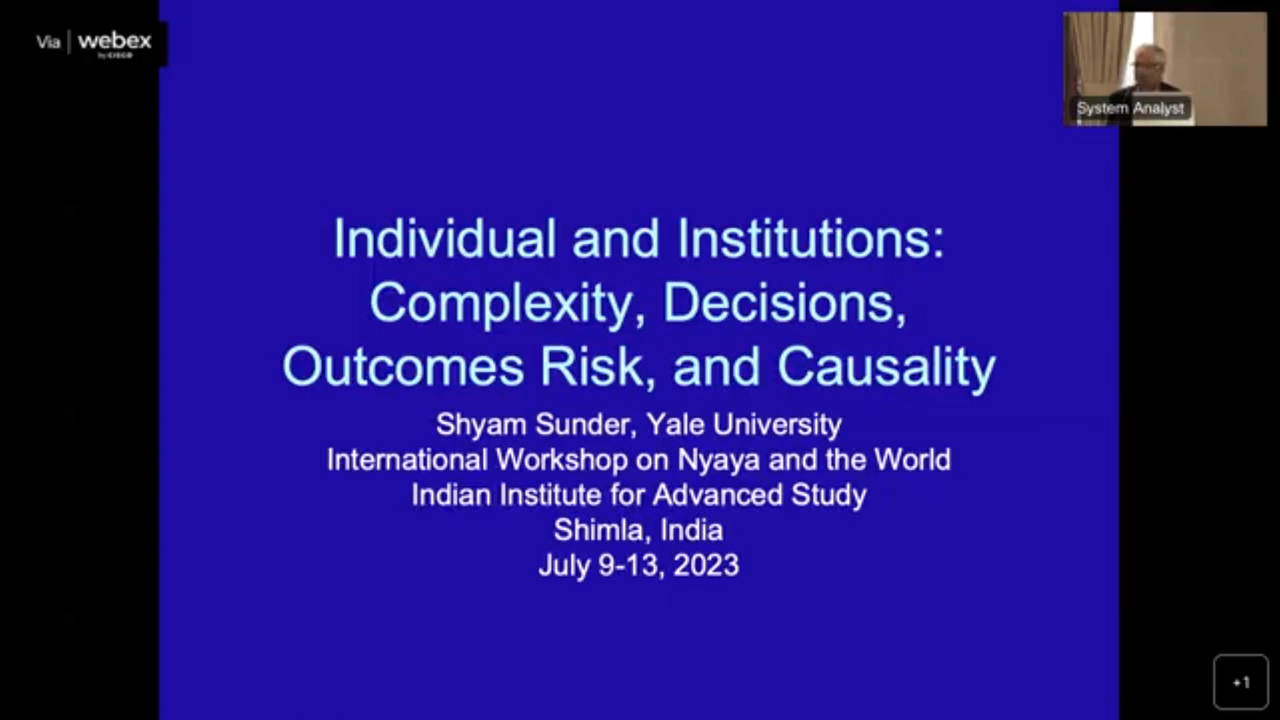 Via | webex
by CISCO
System Analyst
Individual and Institutions:
Complexity, Decisions,
Outcomes Risk, and Causality
Shyam Sunder, Yale University
International Workshop on Nyaya and the World
Indian Institute for Advanced Study
Shimla, India
July 9-13, 2023
+1